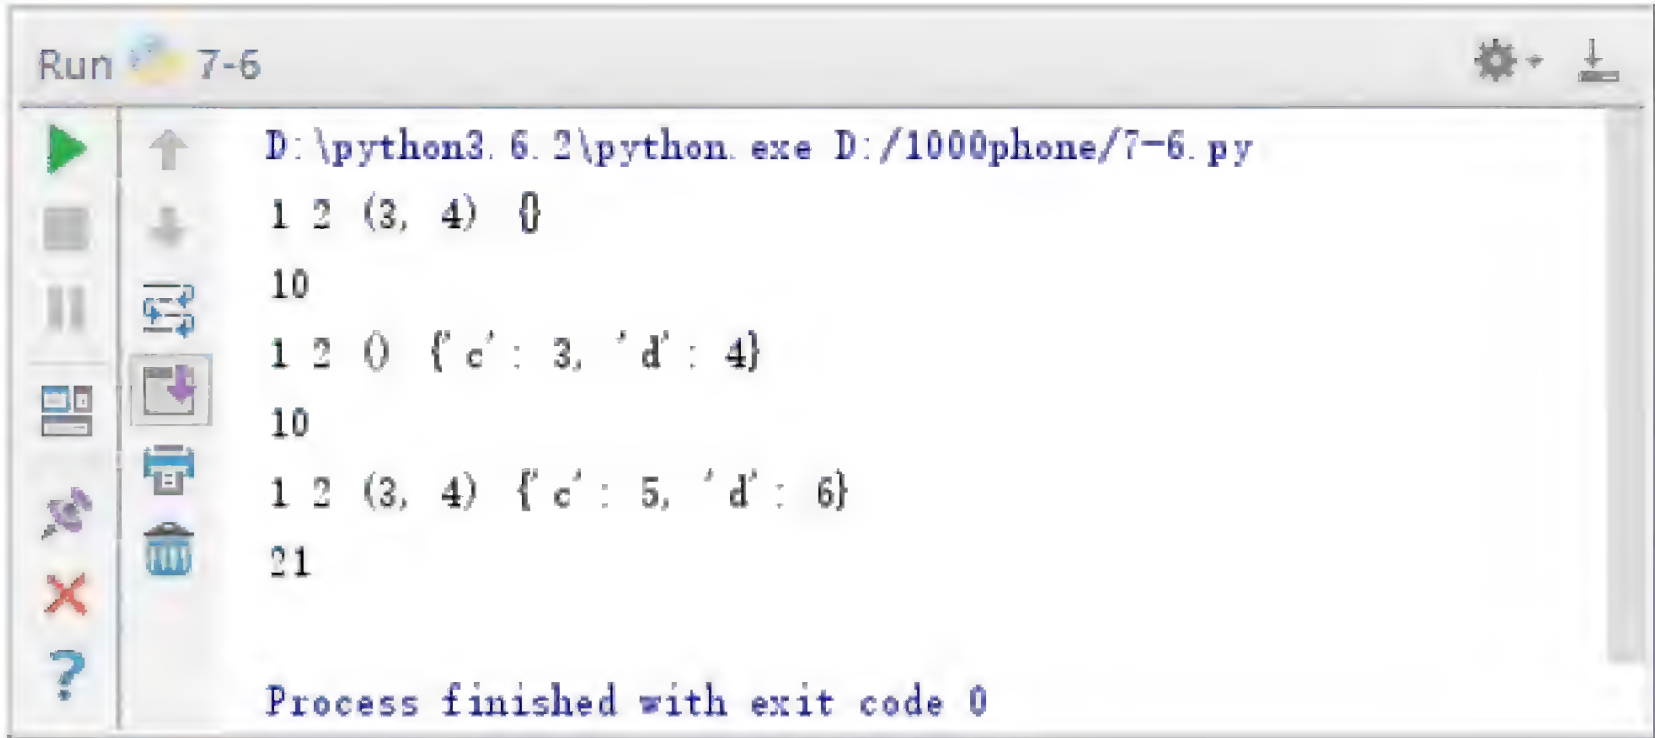 Run 7-6
D:\python3.6.2\python.exe D:/1000phone/7-6.py
1 2 (3, 4) {}
10
1 2 () {'c': 3, 'd': 4}
10
1 2 (3, 4) {'c': 5, 'd': 6}
21
Process finished with exit code 0